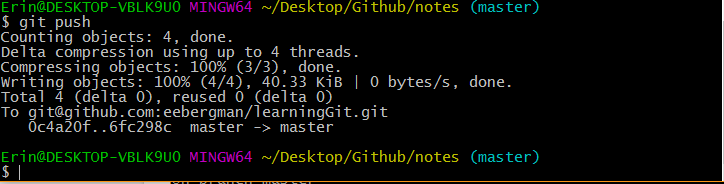 Erin@DESKTOP-VBLK9U0 MINGW64 ~/Desktop/Github/notes (master)
$ git push
Counting objects: 4, done.
Delta compression using up to 4 threads.
Compressing objects: 100% (3/3), done.
Writing objects: 100% (4/4), 40.33 KiB | 0 bytes/s, done.
Total 4 (delta 0), reused 0 (delta 0)
To git@github.com:eebergman/learningGit.git
   0c4a20f..6fc298c  master -> master
Erin@DESKTOP-VBLK9U0 MINGW64 ~/Desktop/Github/notes (master)
$